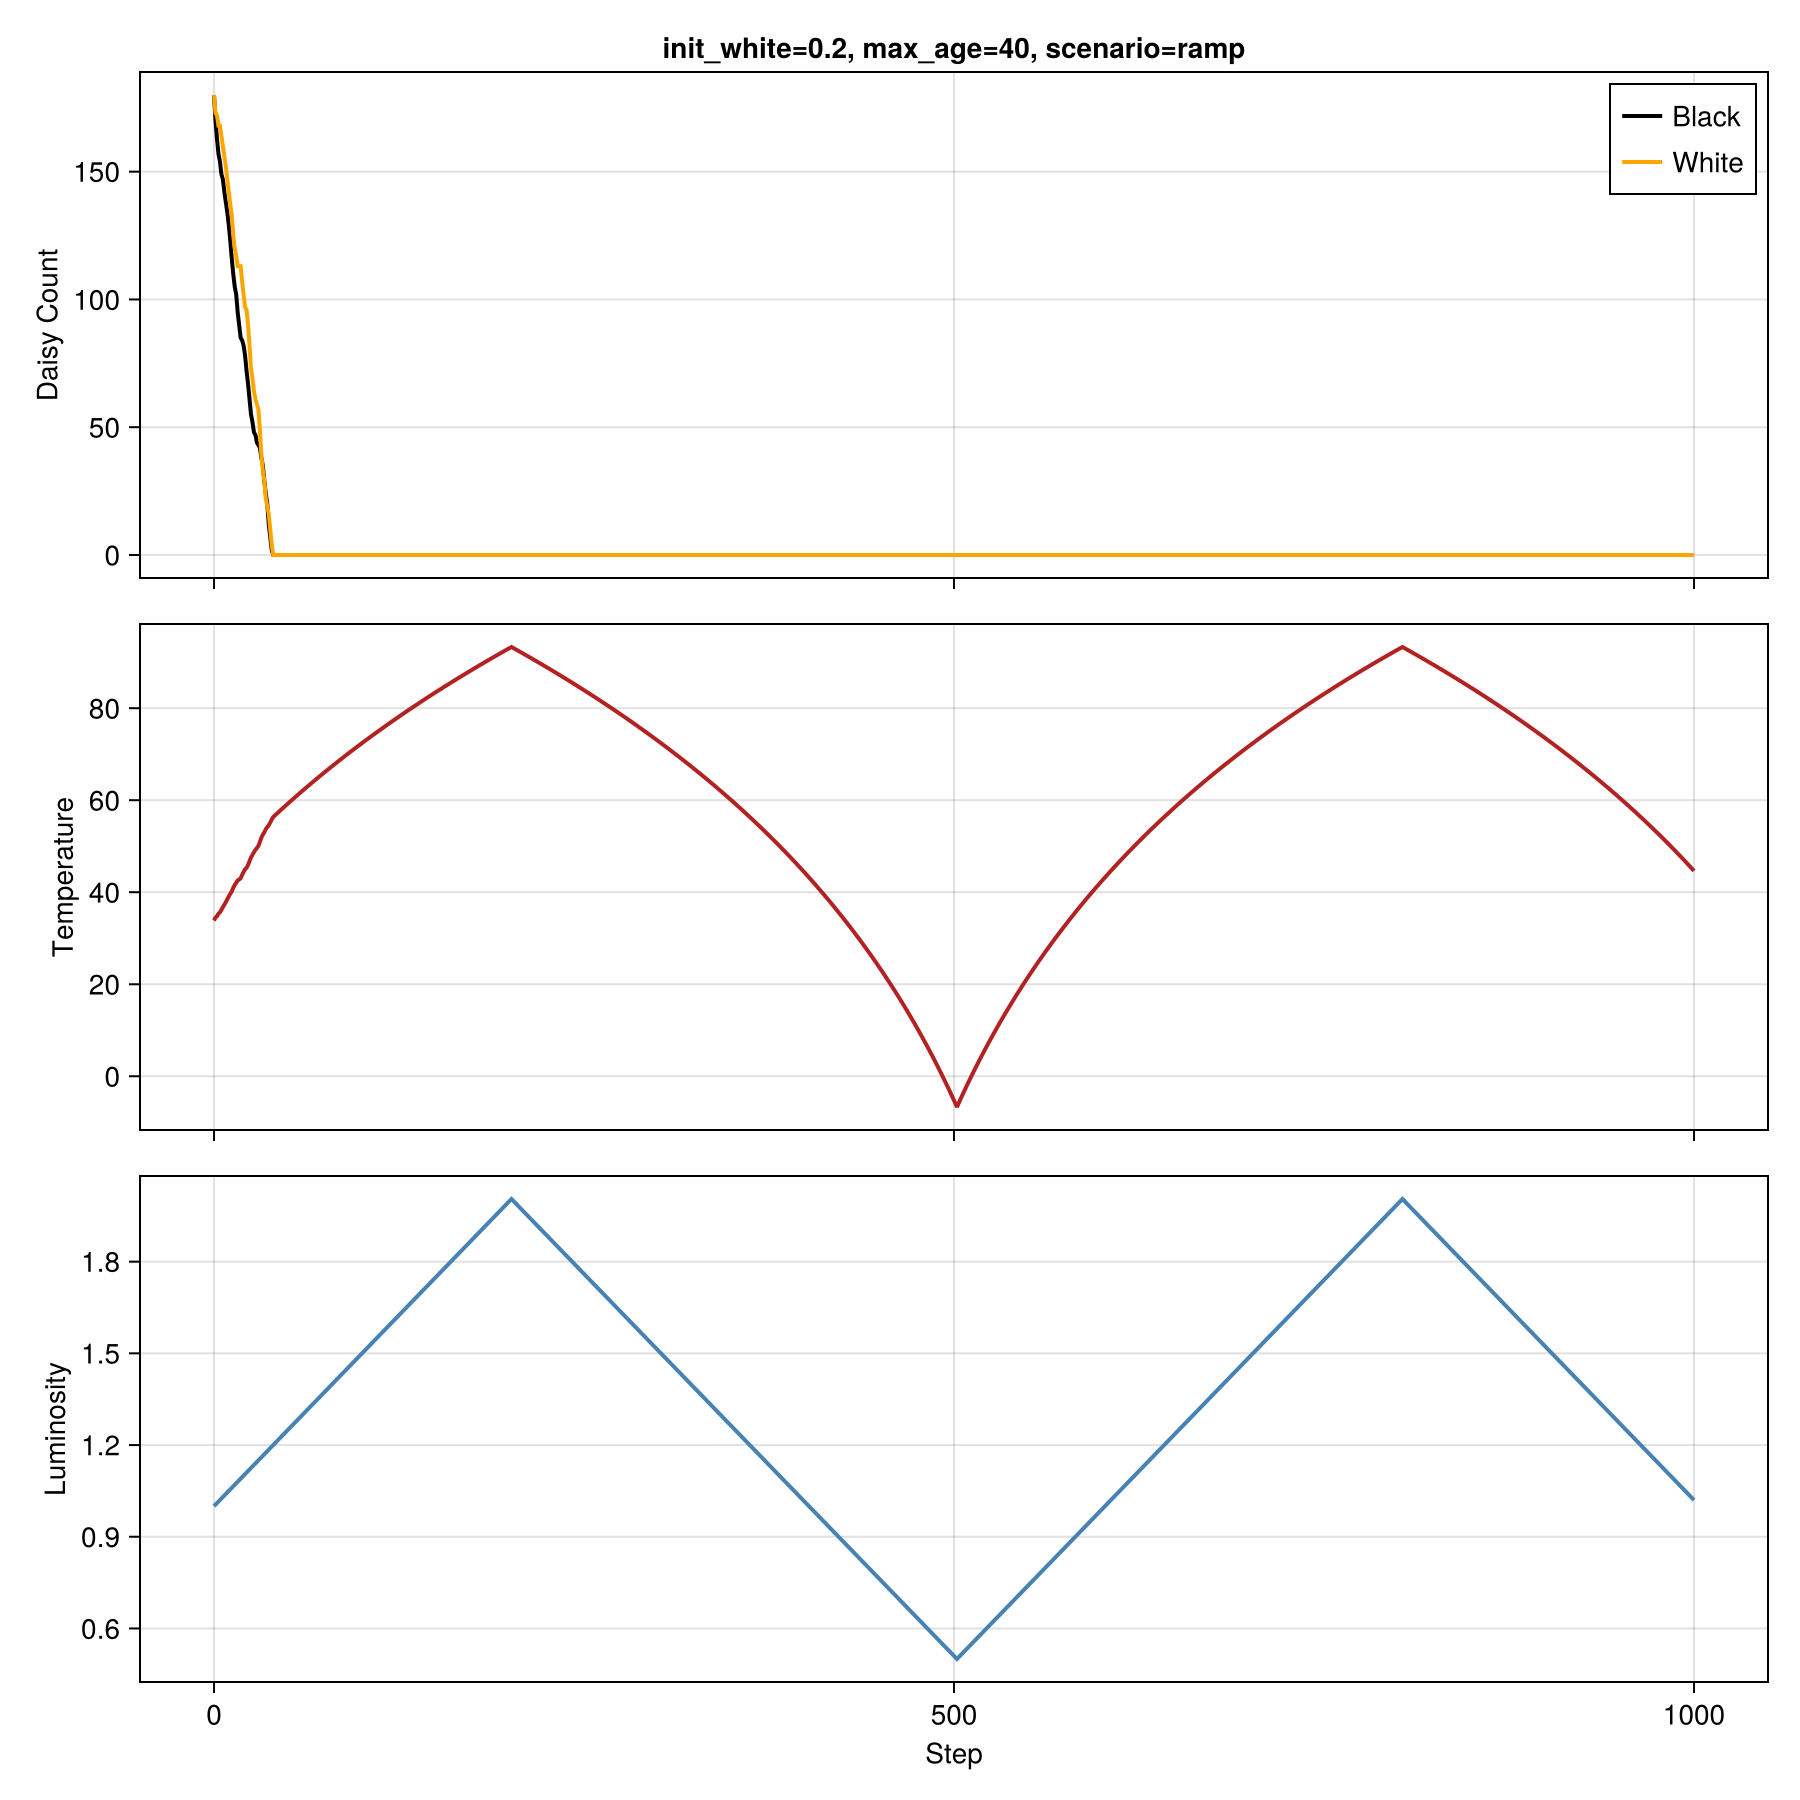 init_white=0.2, max_age=40, scenario=ramp
Black
White
150
100
50
0
Daisy Count
80
60
40
20
0
Temperature
1.8
1.5
1.2
0.9
0.6
Luminosity
0
500
1000
Step